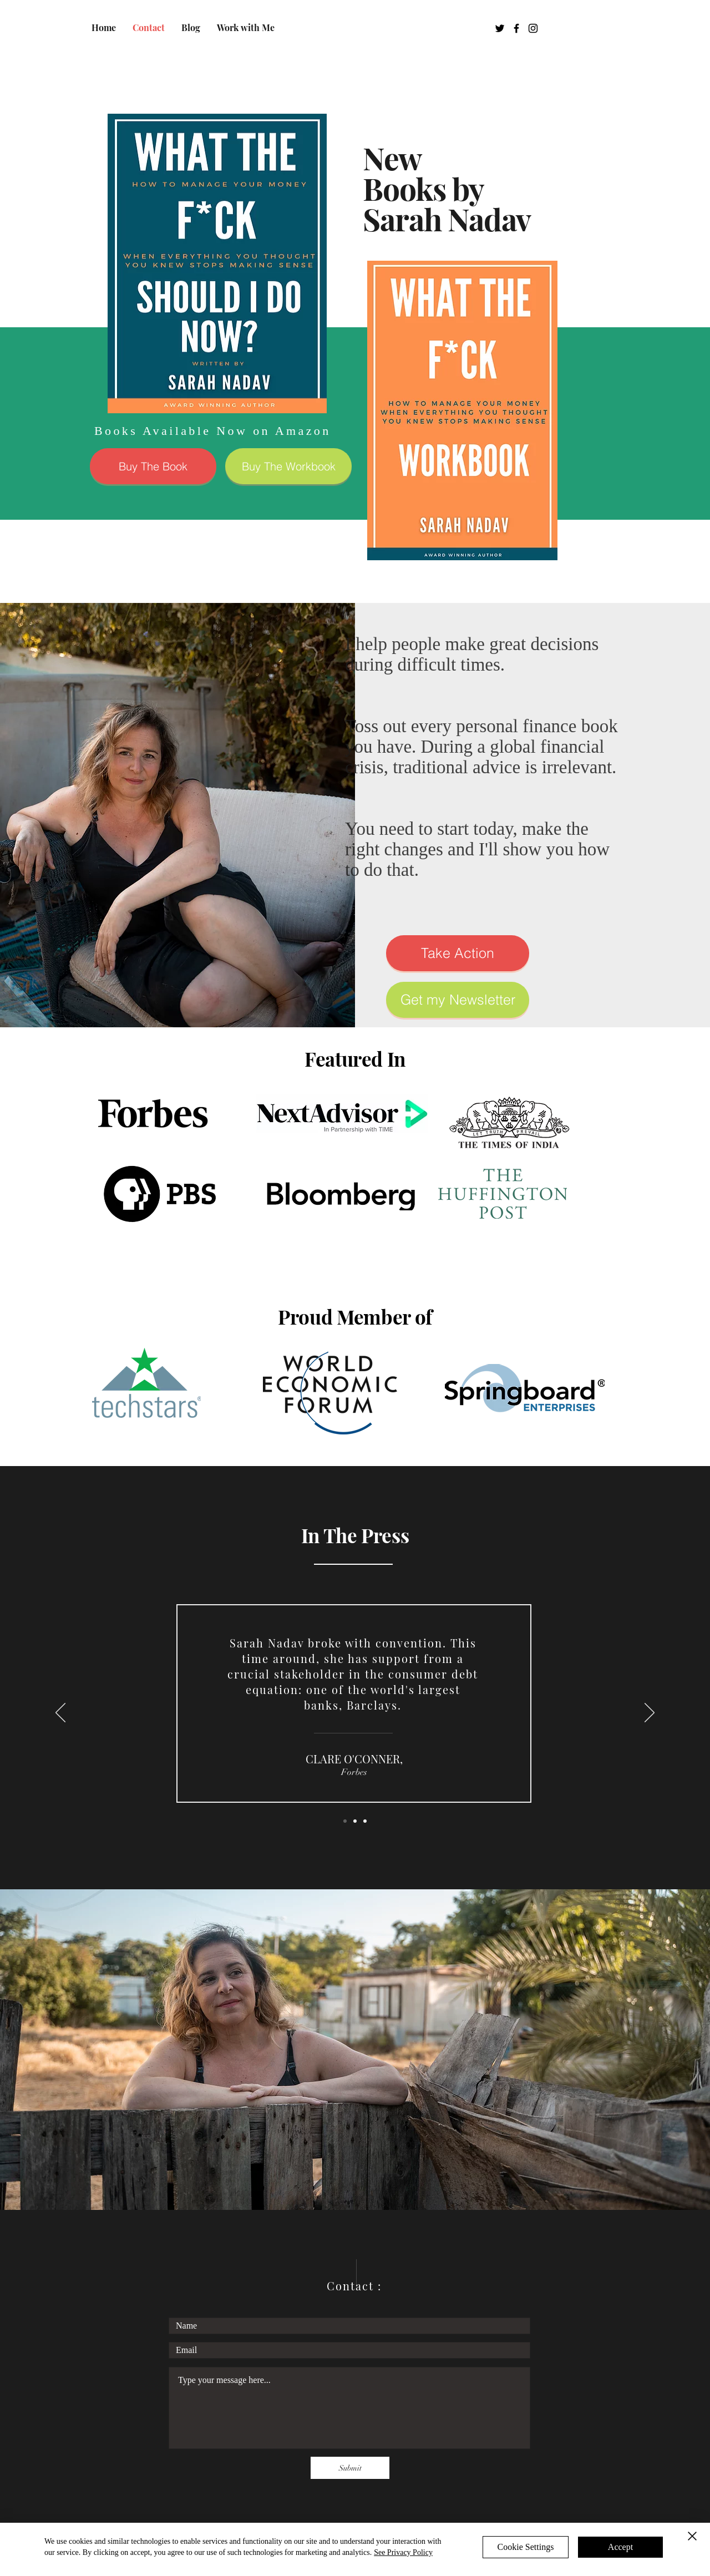 Home
Contact
Blog
Work with Me
WHAT THE
HOW TO MANAGE YOUR MONEY
F*CK
WHEN EVERYTHING YOU THOUGHT
YOU KNEW STOPS MAKING SENSE
SHOULD I DO
NOW?
WRITTEN BY
SARAH NADAV
AWARD WINNING AUTHOR
New
Books by
Sarah Nadav
WHAT THE
F*CK
HOW TO MANAGE YOUR MONEY
WHEN EVERYTHING YOU THOUGHT
YOU KNEW STOPS MAKING SENSE
WORKBOOK
SARAH NADAV
AWARD WINNING AUTHOR
Books Available Now on Amazon
Buy The Book
Buy The Workbook
help people make great decisions
uring difficult times.
oss out every personal finance book
ou have. During a global financial
risis, traditional advice is irrelevant.
You need to start today, make the
right changes and I'll show you how
to do that.
Take Action
Get my Newsletter
Featured In
Forbes
NextAdvisor
In Partnership with TIME
LET TRUTH PREVAIL
THE TIMES OF INDIA
PBS
Bloomberg
THE
HUFFINGTON
POST
Proud Member of
techstars®
WORLD
ECONOMIC
FORUM
Springboard®
ENTERPRISES
In The Press
Sarah Nadav broke with convention. This
time around, she has support from a
crucial stakeholder in the consumer debt
equation: one of the world's largest
banks, Barclays.
CLARE O'CONNER,
Forbes
Contact :
Name
Email
Type your message here...
Submit
We use cookies and similar technologies to enable services and functionality on our site and to understand your interaction with
our service. By clicking on accept, you agree to our use of such technologies for marketing and analytics. See Privacy Policy
Cookie Settings
Accept